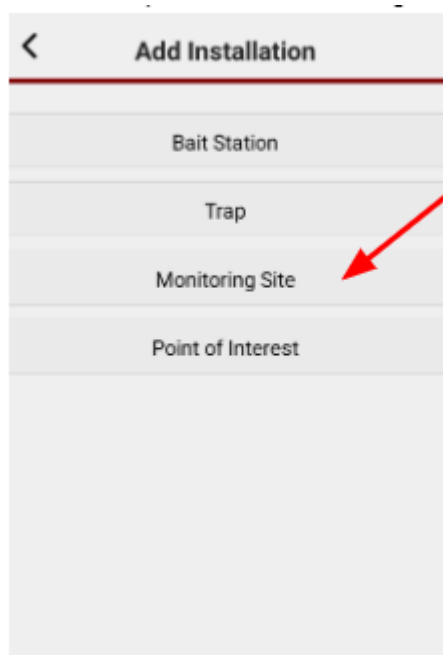 Add Installation
Bait Station
Trap
Monitoring Site
Point of Interest